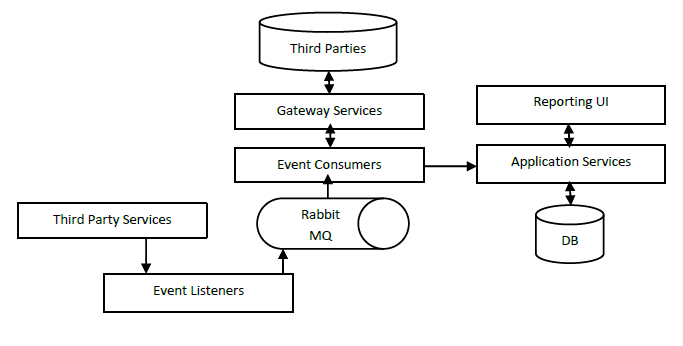 Third Parties
Gateway Services
Reporting UI
Event Consumers
Application Services
Rabbit
MQ
Third Party Services
DB
Event Listeners